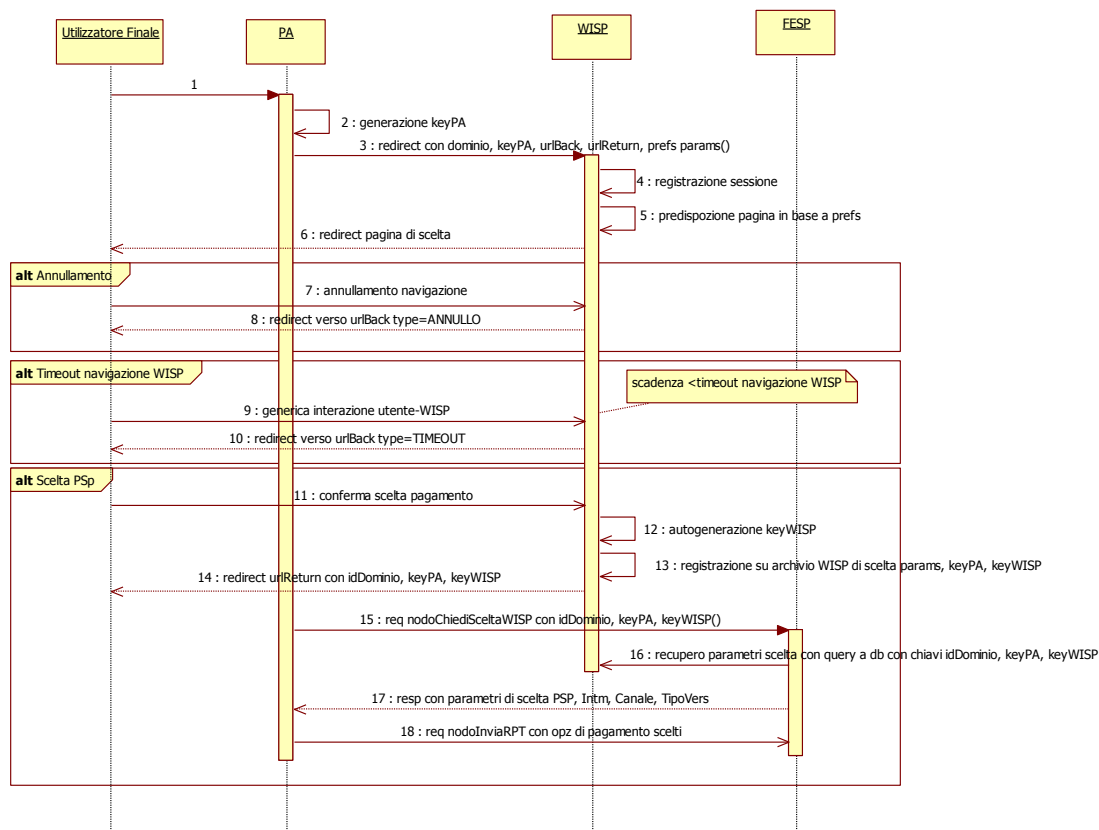 Utilizzatore Finale
PA
WISP
FESP
1
2 : generazione keyPA
3 : redirect con dominio, keyPA, urlBack, urlReturn, prefs params()
4 : registrazione sessione
5 : predispozione pagina in base a prefs
6 : redirect pagina di scelta
alt Annullamento
7 : annullamento navigazione
8 : redirect verso urlBack type=ANNULLO
alt Timeout navigazione WISP
scadenza <timeout navigazione WISP
9 : generica interazione utente-WISP
10 : redirect verso urlBack type=TIMEOUT
alt Scelta PSp
11 : conferma scelta pagamento
12 : autogenerazione keyWISP
13 : registrazione su archivio WISP di scelta params, keyPA, keyWISP
14 : redirect urlReturn con idDominio, keyPA, keyWISP
15 : req nodoChiediSceltaWISP con idDominio, keyPA, keyWISP()
16 : recupero parametri scelta con query a db con chiavi idDominio, keyPA, keyWISP
17 : resp con parametri di scelta PSP, Intm, Canale, TipoVers
18 : req nodoInviaRPT con opz di pagamento scelti